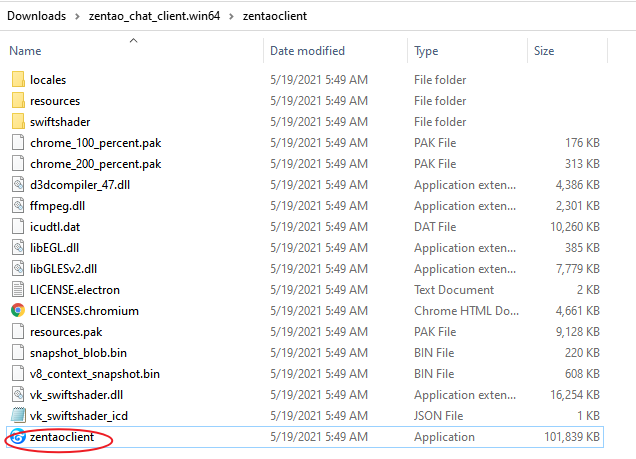 Downloads > zentao_chat_client.win64 > zentaoclient
Name Date modified Type Size
locales 5/19/2021 5:49 AM File folder
resources 5/19/2021 5:49 AM File folder
swiftshader 5/19/2021 5:49 AM File folder
chrome_100_percent.pak 5/19/2021 5:49 AM PAK File 176 KB
chrome_200_percent.pak 5/19/2021 5:49 AM PAK File 313 KB
d3dcompiler_47.dll 5/19/2021 5:49 AM Application exten... 4,386 KB
ffmpeg.dll 5/19/2021 5:49 AM Application exten... 2,301 KB
icudtl.dat 5/19/2021 5:49 AM DAT File 10,260 KB
libEGL.dll 5/19/2021 5:49 AM Application exten... 385 KB
libGLESv2.dll 5/19/2021 5:49 AM Application exten... 7,779 KB
LICENSE.electron 5/19/2021 5:49 AM Text Document 2 KB
LICENSES.chromium 5/19/2021 5:49 AM Chrome HTML Do... 4,661 KB
resources.pak 5/19/2021 5:49 AM PAK File 9,128 KB
snapshot_blob.bin 5/19/2021 5:49 AM BIN File 220 KB
v8_context_snapshot.bin 5/19/2021 5:49 AM BIN File 608 KB
vk_swiftshader.dll 5/19/2021 5:49 AM Application exten... 16,254 KB
vk_swiftshader_icd 5/19/2021 5:49 AM JSON File 1 KB
zentaoclient 5/19/2021 5:49 AM Application 101,839 KB